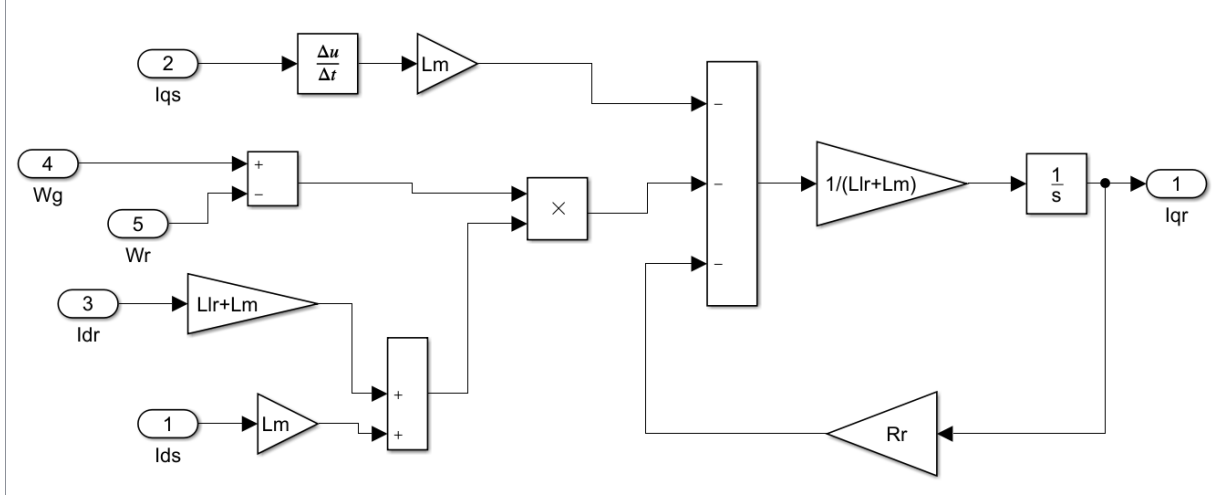 2
Iqs
Δu
Δt
Lm
−
4
Wg
+
−
5
Wr
×
−
1/(Llr+Lm)
1
s
1
Iqr
3
Idr
Llr+Lm
−
+
+
1
Ids
Lm
Rr